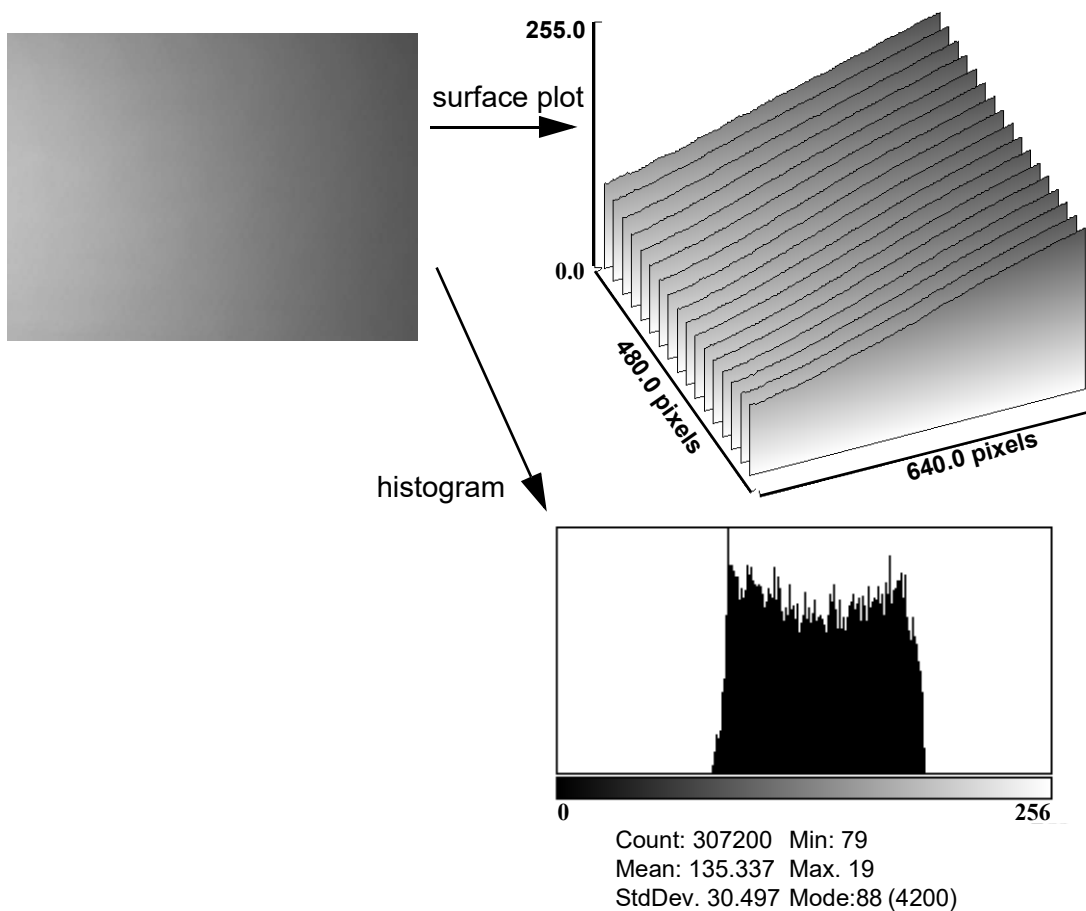 255.0
surface plot
0.0
480.0 pixels
640.0 pixels
histogram
0
256
Count: 307200 Min: 79
Mean: 135.337 Max. 19
StdDev. 30.497 Mode:88 (4200)